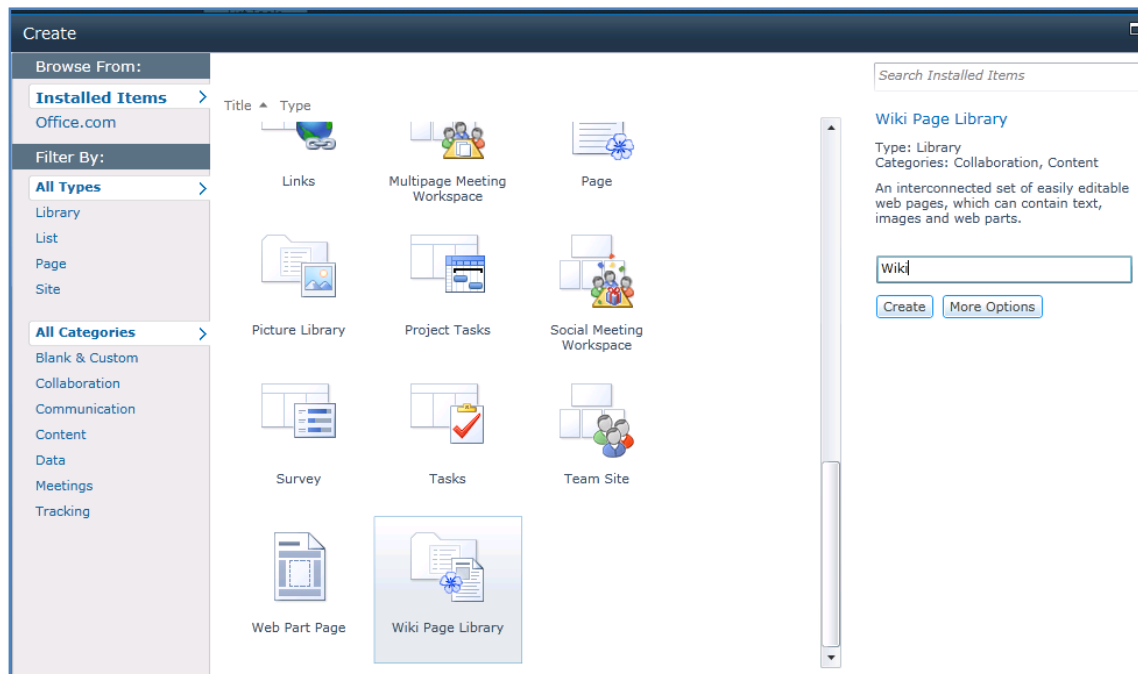 Create
Browse From:
Installed Items
Office.com
Filter By:
All Types
Library
List
Page
Site
All Categories
Blank & Custom
Collaboration
Communication
Content
Data
Meetings
Tracking
Title Type
Links
Multipage Meeting
Workspace
Page
Picture Library
Project Tasks
Social Meeting
Workspace
Survey
Tasks
Team Site
Web Part Page
Wiki Page Library
Search Installed Items
Wiki Page Library
Type: Library
Categories: Collaboration, Content
An interconnected set of easily editable
web pages, which can contain text,
images and web parts.
Wiki
Create
More Options